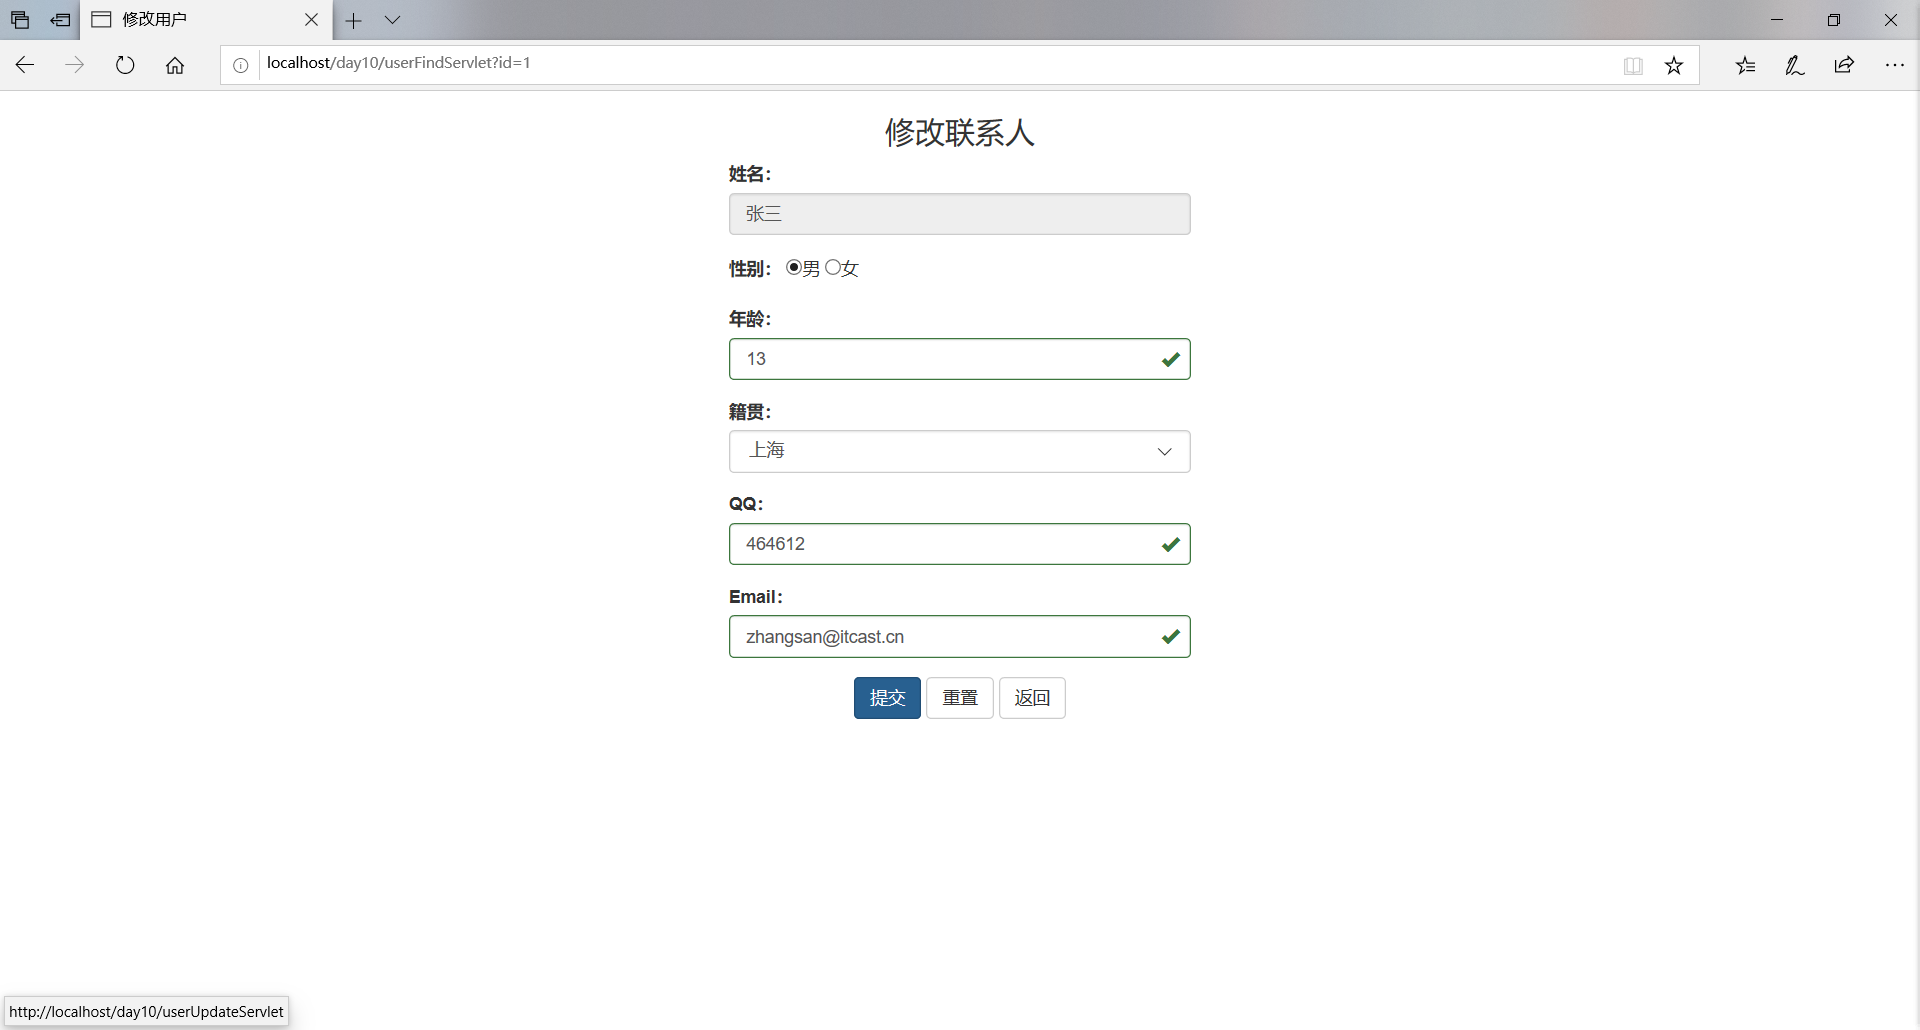 修改用户
localhost/day10/userFindServlet?id=1
修改联系人
姓名：
张三
性别： 男 女
年龄：
13
籍贯：
上海
QQ：
464612
Email：
zhangsan@itcast.cn
提交 重置 返回
http://localhost/day10/userUpdateServlet